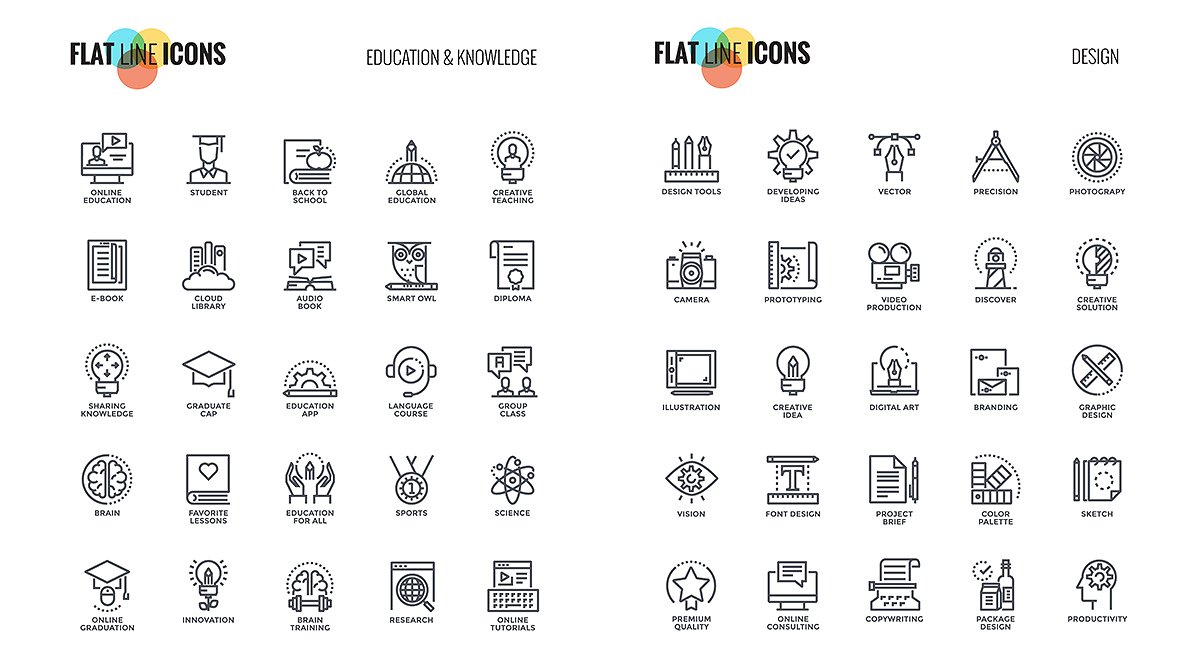 FLAT LINE ICONS
EDUCATION & KNOWLEDGE
ONLINE
EDUCATION
STUDENT
BACK TO
SCHOOL
GLOBAL
EDUCATION
CREATIVE
TEACHING
E-BOOK
CLOUD
LIBRARY
AUDIO
BOOK
SMART OWL
DIPLOMA
SHARING
KNOWLEDGE
GRADUATE
CAP
EDUCATION
APP
LANGUAGE
COURSE
A
GROUP
CLASS
BRAIN
FAVORITE
LESSONS
EDUCATION
FOR ALL
1
SPORTS
SCIENCE
ONLINE
GRADUATION
INNOVATION
BRAIN
TRAINING
RESEARCH
ONLINE
TUTORIALS
FLAT LINE ICONS
DESIGN
DESIGN TOOLS
DEVELOPING
IDEAS
VECTOR
PRECISION
PHOTOGRAPY
CAMERA
PROTOTYPING
VIDEO
PRODUCTION
DISCOVER
CREATIVE
SOLUTION
ILLUSTRATION
CREATIVE
IDEA
DIGITAL ART
BRANDING
GRAPHIC
DESIGN
VISION
T
FONT DESIGN
PROJECT
BRIEF
COLOR
PALETTE
SKETCH
PREMIUM
QUALITY
ONLINE
CONSULTING
COPYWRITING
PACKAGE
DESIGN
PRODUCTIVITY